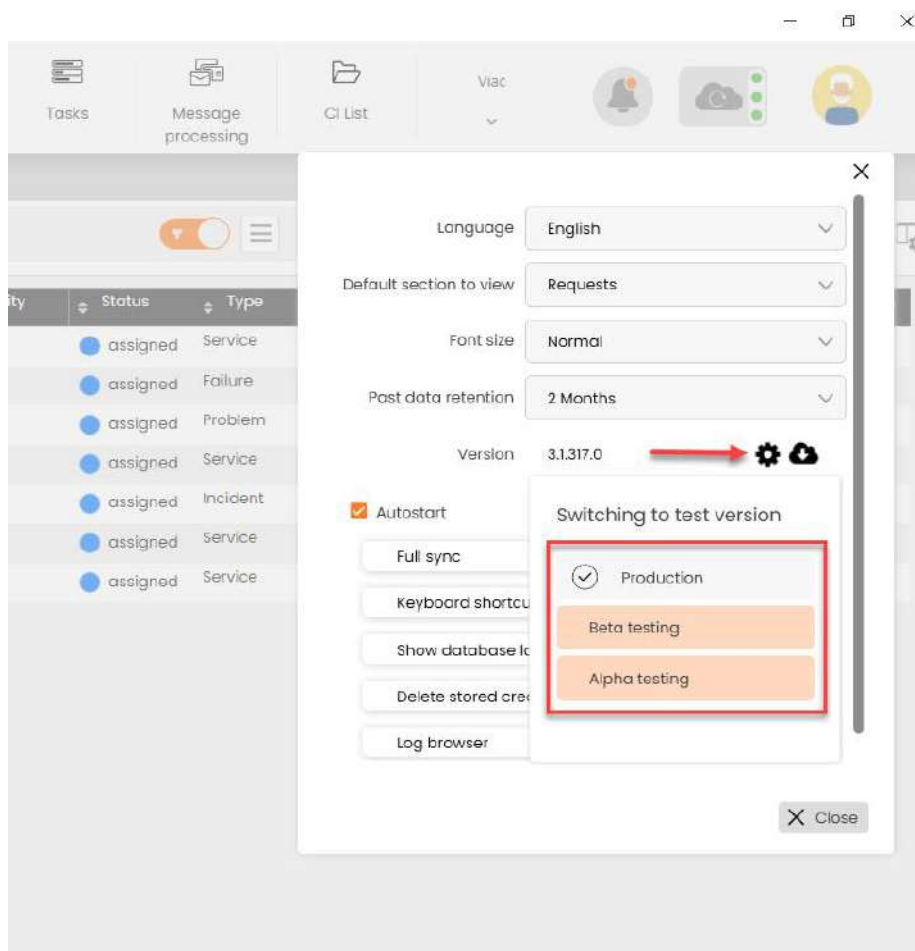 Tasks
Message
processing
CI List
Viac
Language English
Default section to view Requests
ity Status Type
Font size Normal
assigned Service
assigned Failure
Past data retention 2 Months
assigned Problem
Version 3.1.317.0
assigned Service
assigned Incident
Autostart
Switching to test version
assigned Service
Full sync
assigned Service
Production
Keyboard shortcu
Beta testing
Show database lo
Alpha testing
Delete stored cre
Log browser
Close